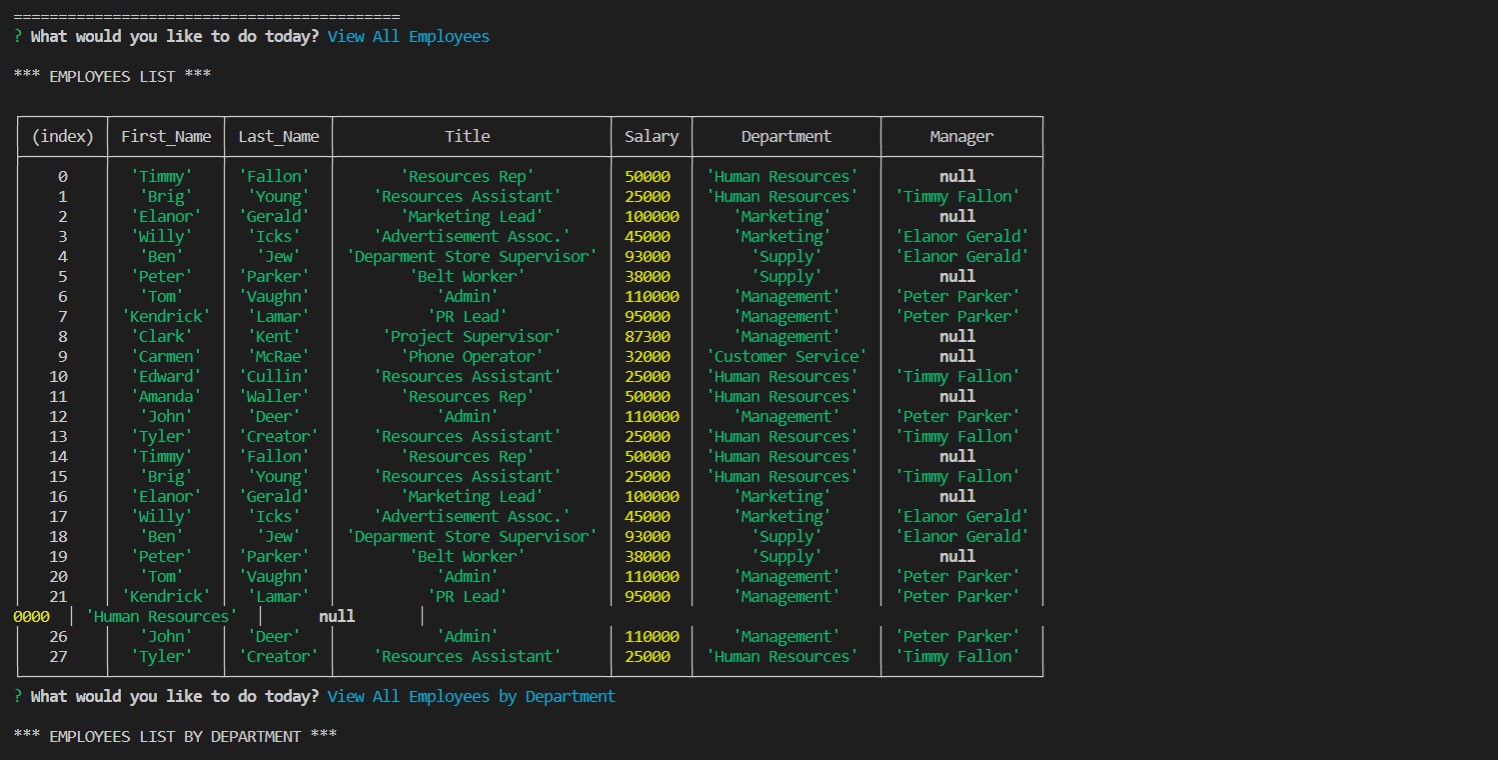 ===========================================
? What would you like to do today? View All Employees
*** EMPLOYEES LIST ***
(index) First_Name Last_Name Title Salary Department Manager
0 'Timmy' 'Fallon' 'Resources Rep' 50000 'Human Resources' null
1 'Brig' 'Young' 'Resources Assistant' 25000 'Human Resources' 'Timmy Fallon'
2 'Elanor' 'Gerald' 'Marketing Lead' 100000 'Marketing' null
3 'Willy' 'Icks' 'Advertisement Assoc.' 45000 'Marketing' 'Elanor Gerald'
4 'Ben' 'Jew' 'Deparment Store Supervisor' 93000 'Supply' 'Elanor Gerald'
5 'Peter' 'Parker' 'Belt Worker' 38000 'Supply' null
6 'Tom' 'Vaughn' 'Admin' 110000 'Management' 'Peter Parker'
7 'Kendrick' 'Lamar' 'PR Lead' 95000 'Management' 'Peter Parker'
8 'Clark' 'Kent' 'Project Supervisor' 87300 'Management' null
9 'Carmen' 'McRae' 'Phone Operator' 32000 'Customer Service' null
10 'Edward' 'Cullin' 'Resources Assistant' 25000 'Human Resources' 'Timmy Fallon'
11 'Amanda' 'Waller' 'Resources Rep' 50000 'Human Resources' null
12 'John' 'Deer' 'Admin' 110000 'Management' 'Peter Parker'
13 'Tyler' 'Creator' 'Resources Assistant' 25000 'Human Resources' 'Timmy Fallon'
14 'Timmy' 'Fallon' 'Resources Rep' 50000 'Human Resources' null
15 'Brig' 'Young' 'Resources Assistant' 25000 'Human Resources' 'Timmy Fallon'
16 'Elanor' 'Gerald' 'Marketing Lead' 100000 'Marketing' null
17 'Willy' 'Icks' 'Advertisement Assoc.' 45000 'Marketing' 'Elanor Gerald'
18 'Ben' 'Jew' 'Deparment Store Supervisor' 93000 'Supply' 'Elanor Gerald'
19 'Peter' 'Parker' 'Belt Worker' 38000 'Supply' null
20 'Tom' 'Vaughn' 'Admin' 110000 'Management' 'Peter Parker'
21 'Kendrick' 'Lamar' 'PR Lead' 95000 'Management' 'Peter Parker'
0000 │ 'Human Resources' │ null │
26 'John' 'Deer' 'Admin' 110000 'Management' 'Peter Parker'
27 'Tyler' 'Creator' 'Resources Assistant' 25000 'Human Resources' 'Timmy Fallon'
? What would you like to do today? View All Employees by Department
*** EMPLOYEES LIST BY DEPARTMENT ***